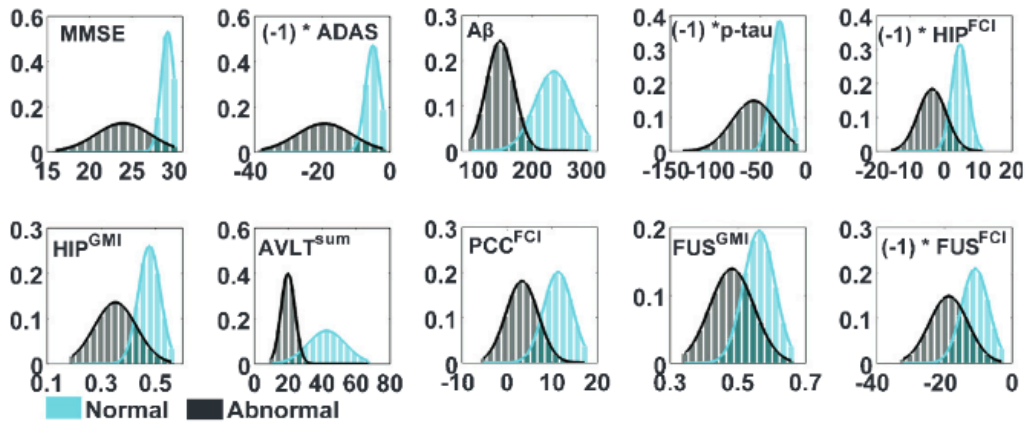 MMSE
0.6
0.4
0.2
0
15 20 25 30
(-1) * ADAS
0.6
0.4
0.2
0
-40 -20 0
Aβ
0.3
0.2
0.1
0
100 200 300
(-1) *p-tau
0.4
0.3
0.2
0.1
0
-150-100 -50 0
(-1) * HIP^FCI
0.4
0.3
0.2
0.1
0
-20-10 0 10 20
HIP^GMI
0.3
0.2
0.1
0
0.1 0.3 0.5
AVLT^sum
0.6
0.4
0.2
0
0 20 40 60 80
PCC^FCI
0.3
0.2
0.1
0
-10 0 10 20
FUS^GMI
0.2
0.1
0
0.3 0.5 0.7
(-1) * FUS^FCI
0.3
0.2
0.1
0
-40 -20 0
Normal Abnormal